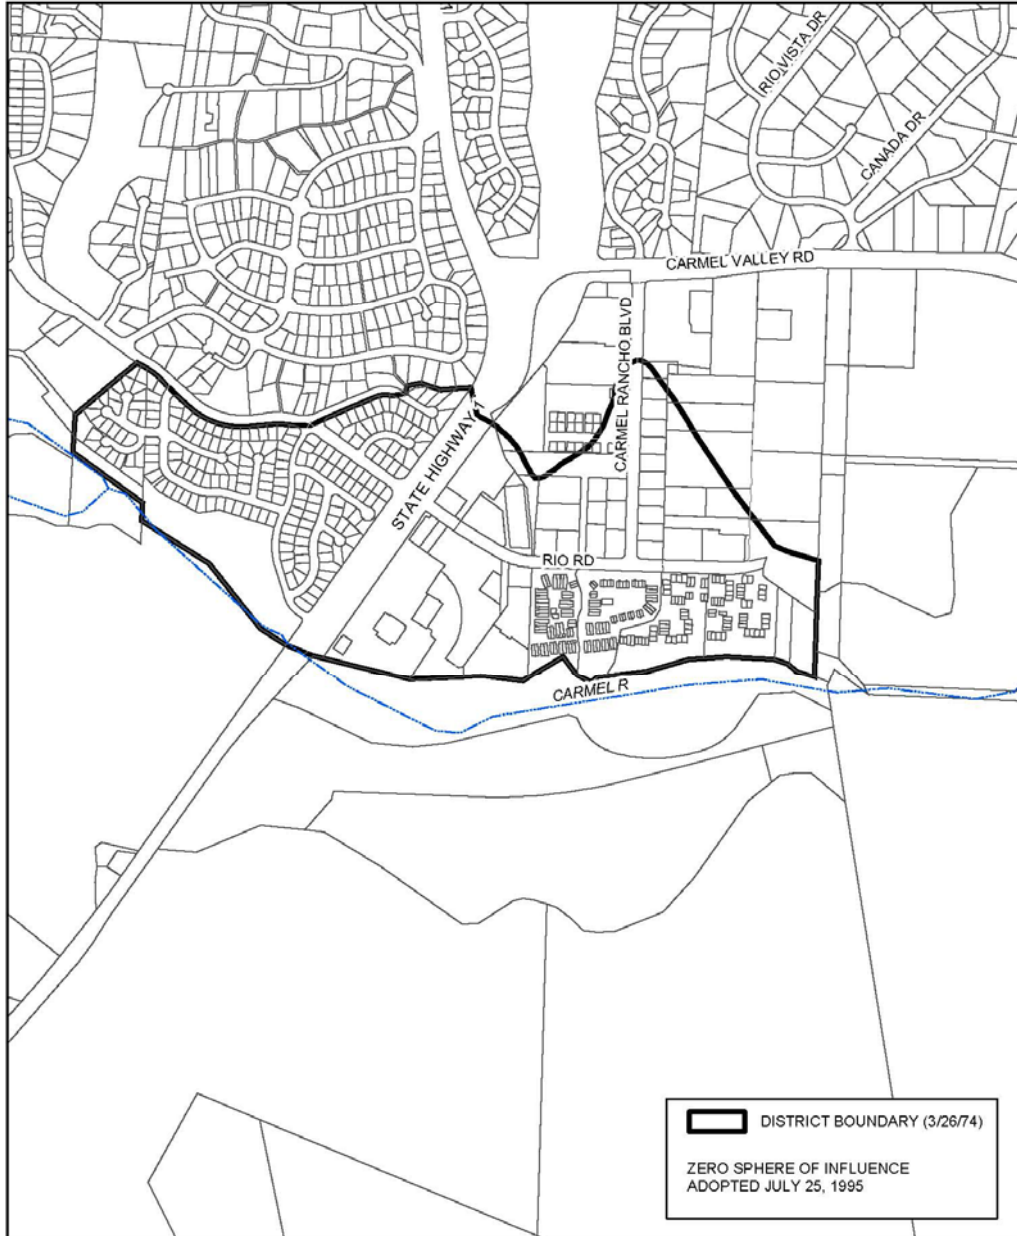 1
RIO VISTA DR
CANADA DR
CARMEL VALLEY RD
CARMEL RANCHO BLVD
STATE HIGHWAY 1
RIO RD
CARMEL R
DISTRICT BOUNDARY (3/26/74)
ZERO SPHERE OF INFLUENCE
ADOPTED JULY 25, 1995